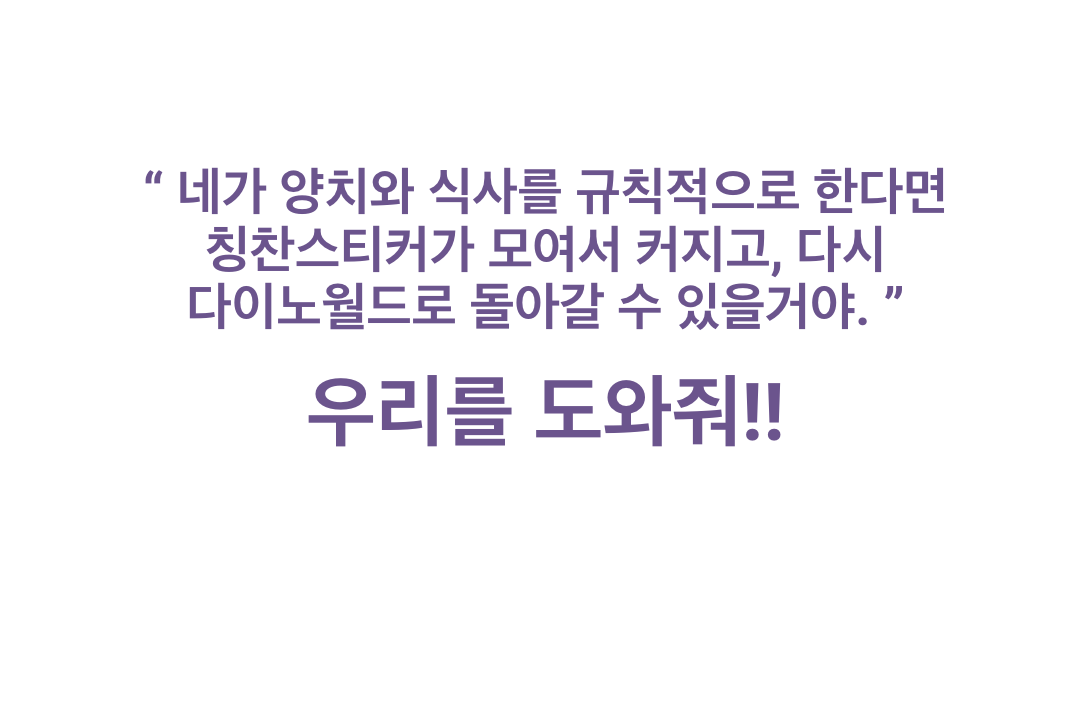 “ 네가 양치와 식사를 규칙적으로 한다면
칭찬스티커가 모여서 커지고, 다시
다이노월드로 돌아갈 수 있을거야. ”
우리를 도와줘!!